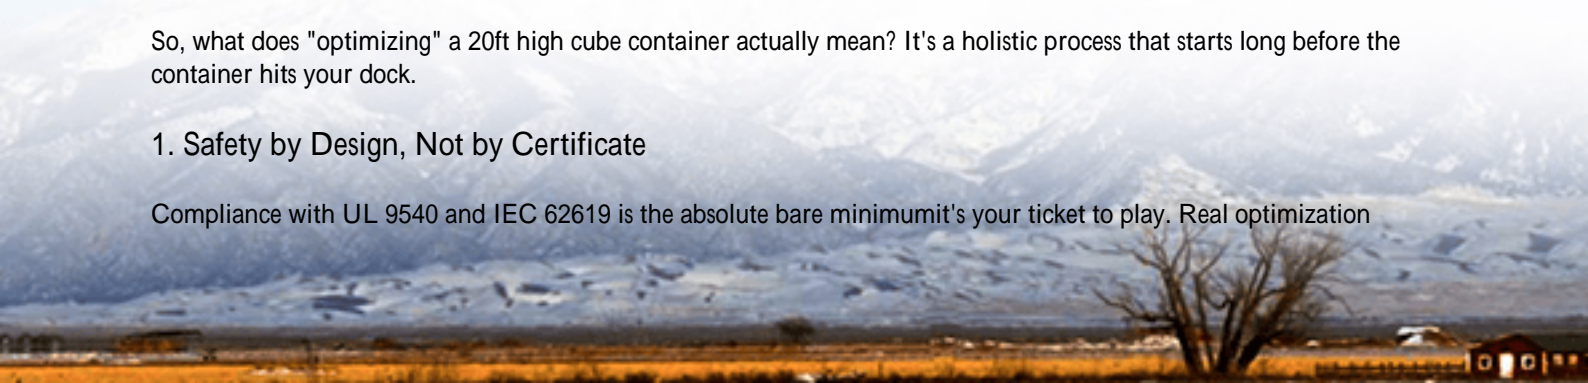 So, what does "optimizing" a 20ft high cube container actually mean? It's a holistic process that starts long before the
container hits your dock.
1. Safety by Design, Not by Certificate
Compliance with UL 9540 and IEC 62619 is the absolute bare minimumit's your ticket to play. Real optimization